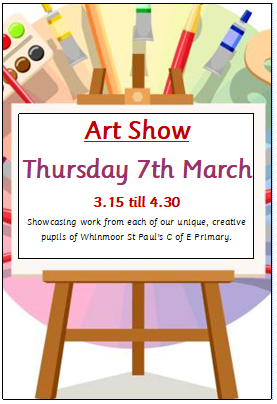 Art Show
Thursday 7th March
3.15 till 4.30
Showcasing work from each of our unique, creative
pupils of Whinmoor St Paul's C of E Primary.